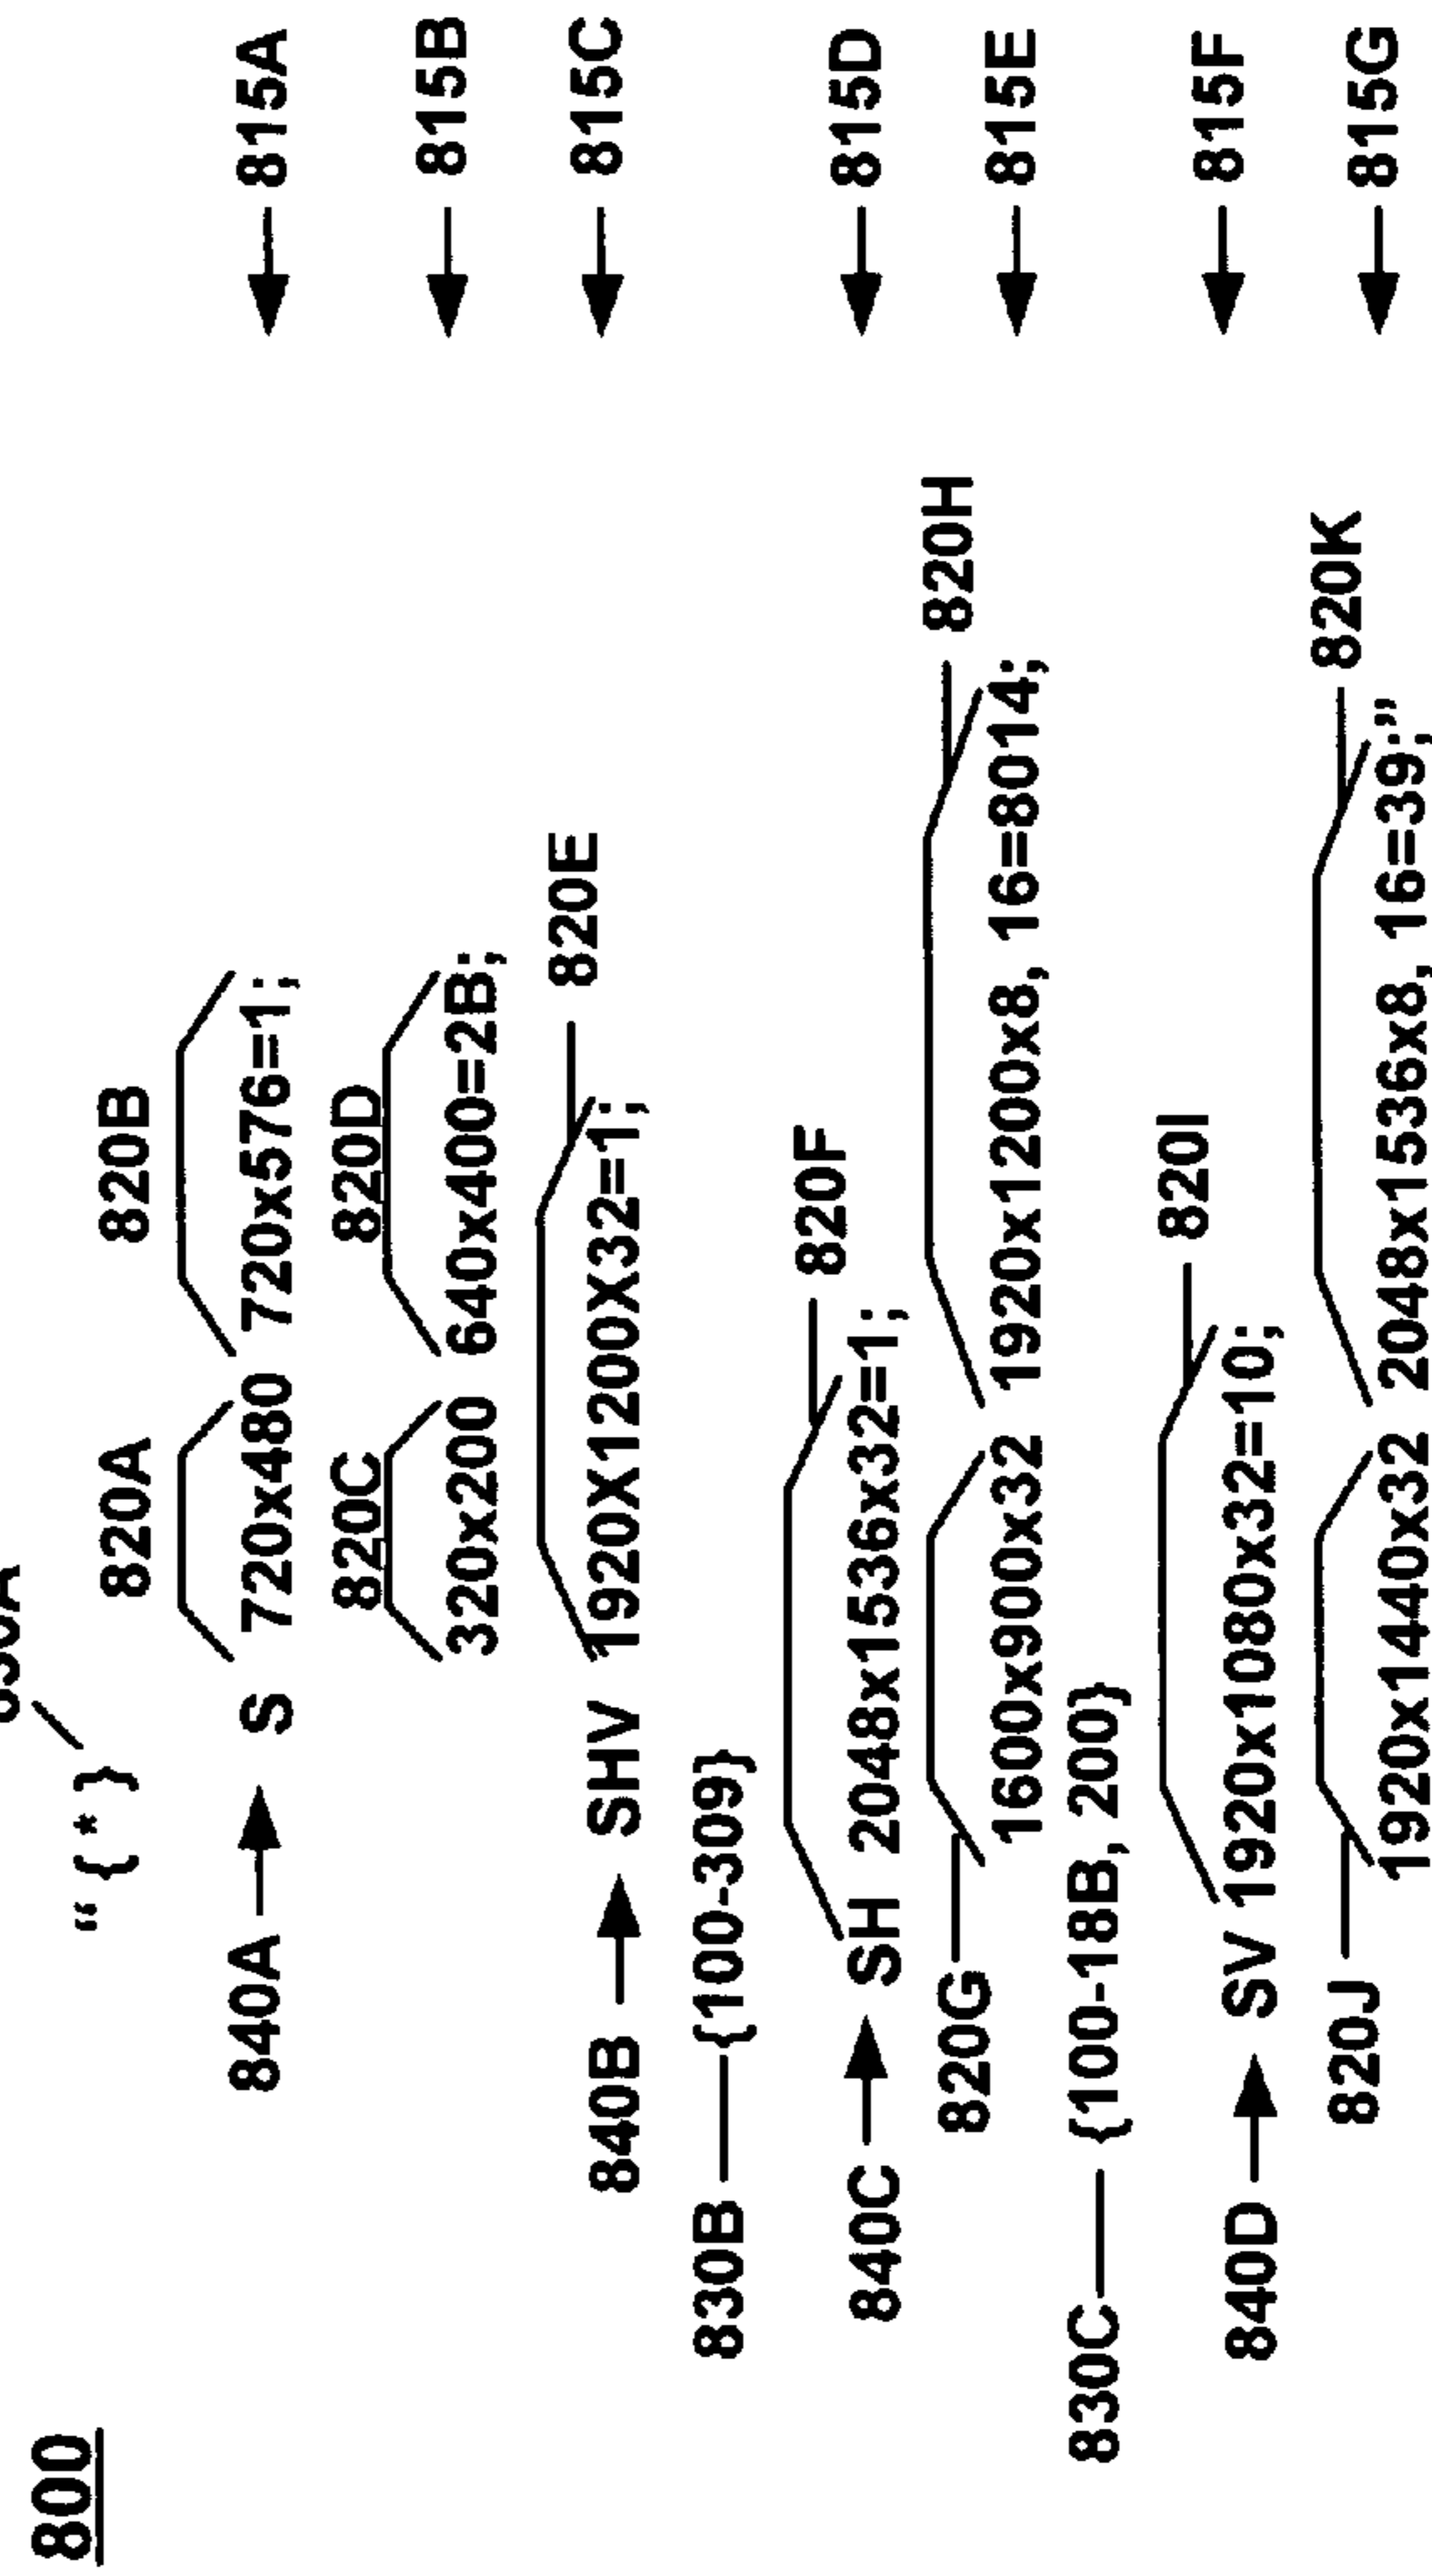 800
" { * }
820A 820B
840A S 720x480 720x576=1; 815A
820C 820D
320x200 640x400=2B; 815B
820E
840B SHV 1920X1200X32=1; 815C
830B {100-309}
820F
840C SH 2048x1536x32=1; 815D
820G 820H
1600x900x32 1920x1200x8, 16=8014; 815E
830C {100-18B, 200}
820I
840D SV 1920x1080x32=10; 815F
820J 820K
1920x1440x32 2048x1536x8, 16=39;" 815G